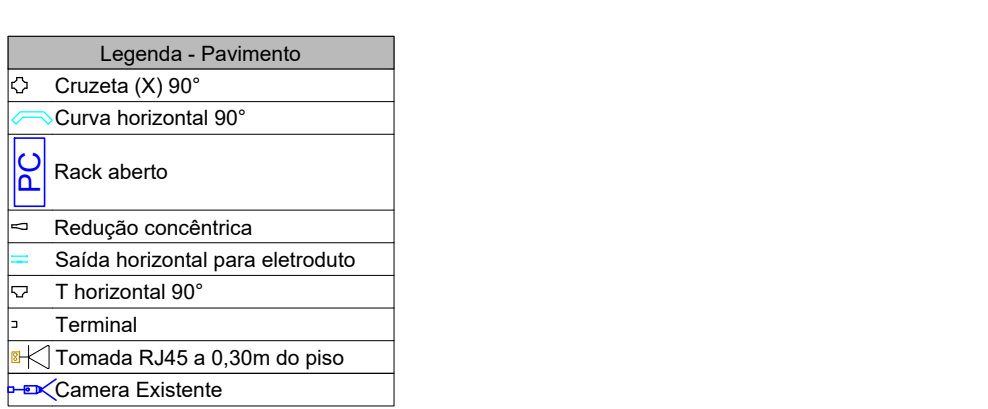 Legenda - Pavimento
Cruzeta (X) 90°
Curva horizontal 90°
PC Rack aberto
Redução concêntrica
Saída horizontal para eletroduto
T horizontal 90°
Terminal
Tomada RJ45 a 0,30m do piso
Camera Existente